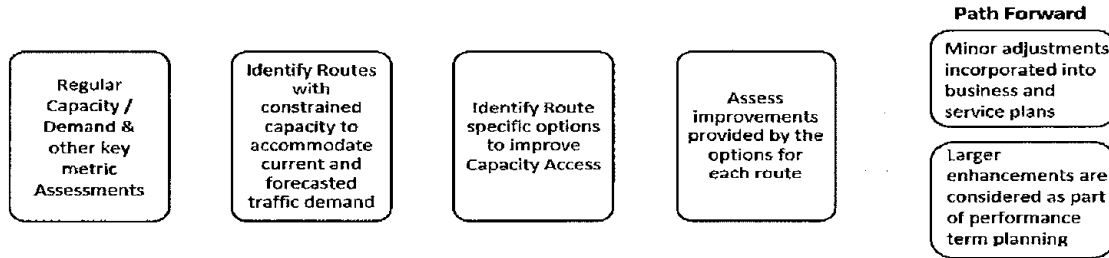 Regular
Capacity /
Demand &
other key
metric
Assessments
Identify Routes
with
constrained
capacity to
accommodate
current and
forecasted
traffic demand
Identify Route
specific options
to improve
Capacity Access
Assess
improvements
provided by the
options for
each route
Path Forward
Minor adjustments
incorporated into
business and
service plans
Larger
enhancements are
considered as part
of performance
term planning